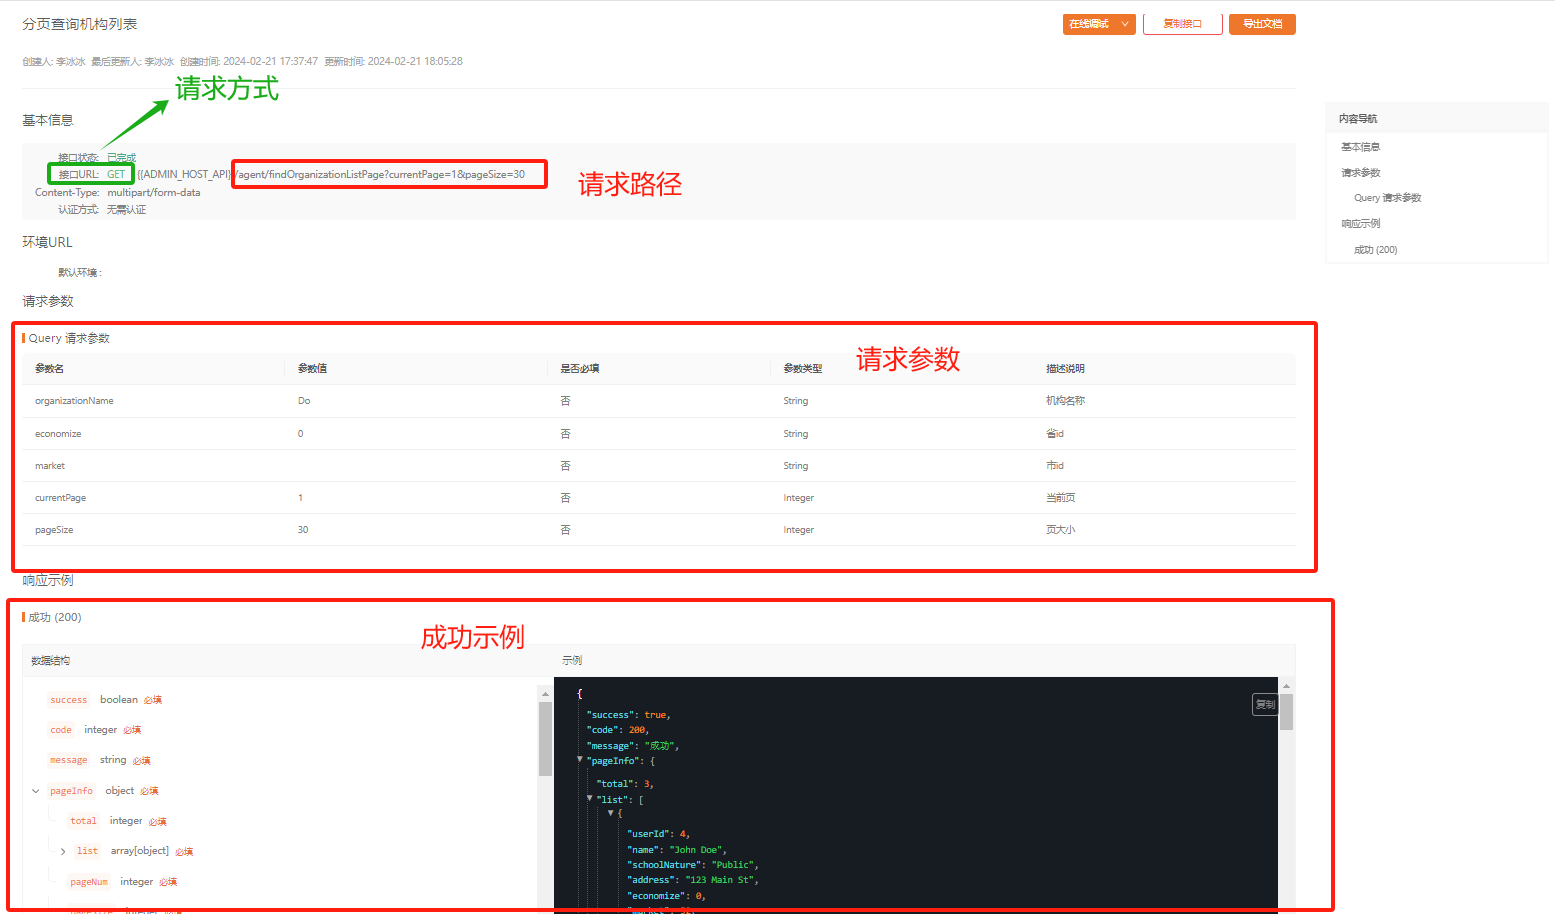 分页查询机构列表
在线调试
复制接口
导出文档
创建人: 李冰冰 最后更新人: 李冰冰 创建时间: 2024-02-21 17:37:47 更新时间: 2024-02-21 18:05:28
请求方式
基本信息
接口状态: 已完成
接口URL: GET {{ADMIN_HOST_API}}/agent/findOrganizationListPage?currentPage=1&pageSize=30
请求路径
Content-Type: multipart/form-data
认证方式: 无需认证
环境URL
默认环境 :
请求参数
Query 请求参数
请求参数
参数名 参数值 是否必填 参数类型 描述说明
organizationName Do 否 String 机构名称
economize 0 否 String 省id
market 否 String 市id
currentPage 1 否 Integer 当前页
pageSize 30 否 Integer 页大小
响应示例
成功 (200)
成功示例
数据结构
success boolean 必填
code integer 必填
message string 必填
pageInfo object 必填
total integer 必填
list array[object] 必填
pageNum integer 必填
示例
复制
{
"success": true,
"code": 200,
"message": "成功",
"pageInfo": {
"total": 3,
"list": [
{
"userId": 4,
"name": "John Doe",
"schoolNature": "Public",
"address": "123 Main St",
"economize": 0,
内容导航
基本信息
请求参数
Query 请求参数
响应示例
成功 (200)